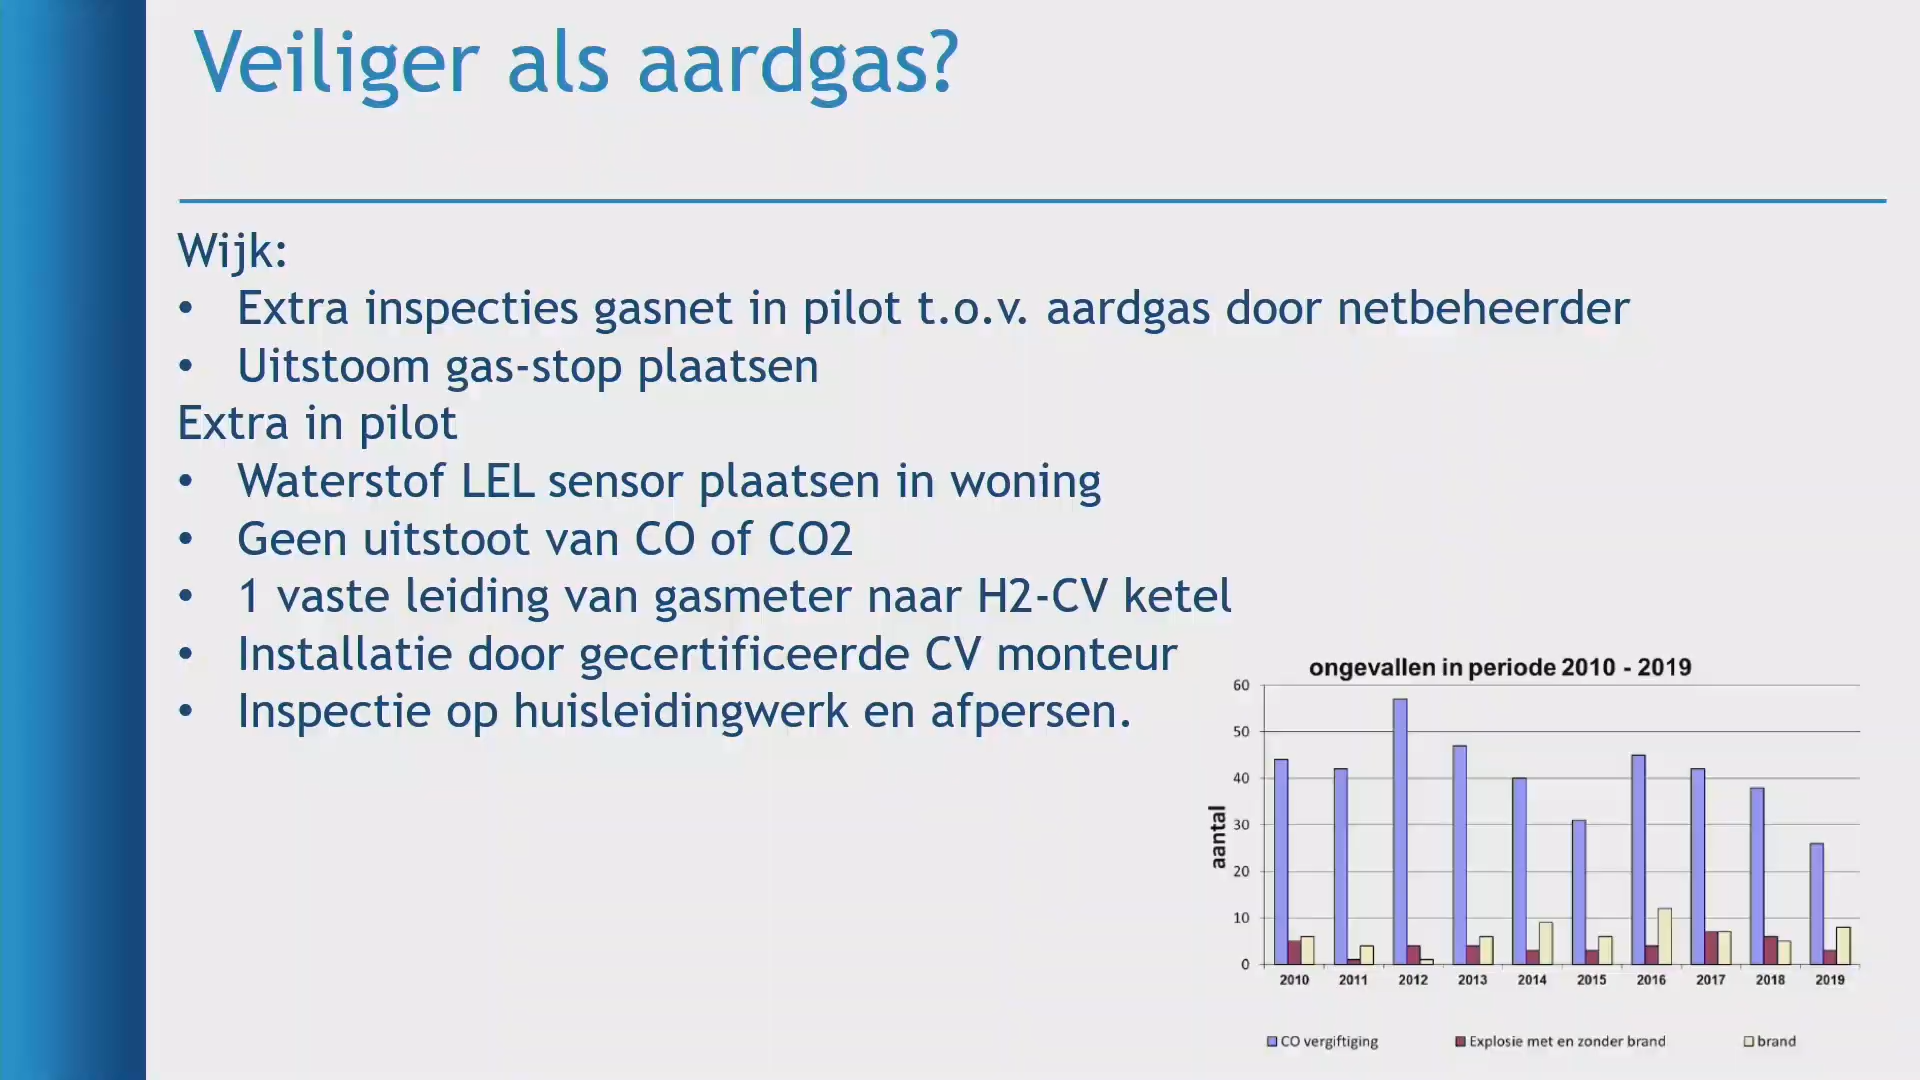 Veiliger als aardgas?
Wijk:
• Extra inspecties gasnet in pilot t.o.v. aardgas door netbeheerder
• Uitstoom gas-stop plaatsen
Extra in pilot
• Waterstof LEL sensor plaatsen in woning
• Geen uitstoot van CO of CO2
• 1 vaste leiding van gasmeter naar H2-CV ketel
• Installatie door gecertificeerde CV monteur
• Inspectie op huisleidingwerk en afpersen.
ongevallen in periode 2010 - 2019
60
50
40
30
20
10
0
aantal
2010 2011 2012 2013 2014 2015 2016 2017 2018 2019
CO vergiftiging Explosie met en zonder brand brand